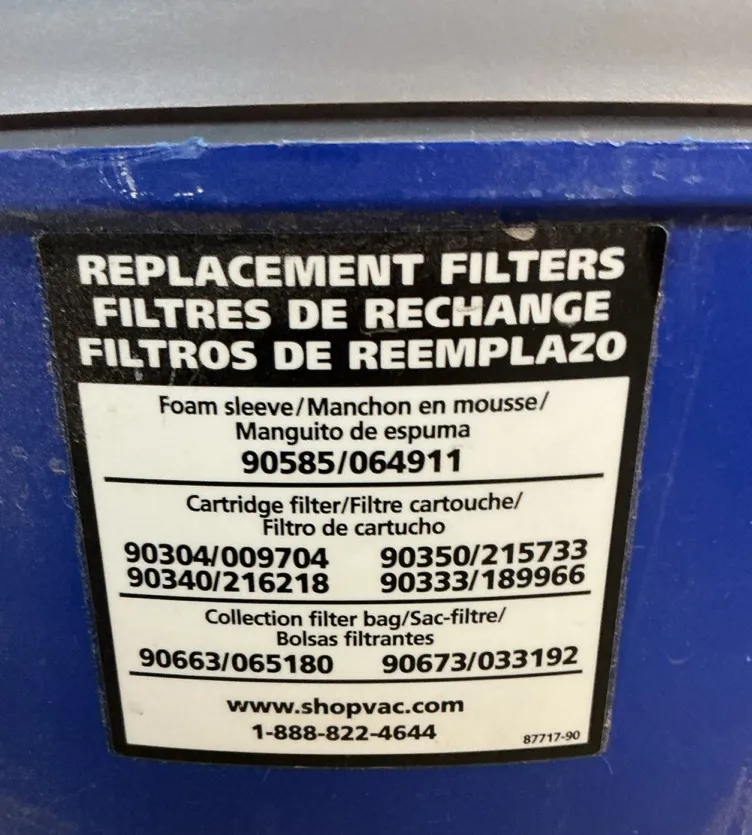 REPLACEMENT FILTERS
FILTRES DE RECHANGE
FILTROS DE REEMPLAZO
Foam sleeve/Manchon en mousse/
Manguito de espuma
90585/064911
Cartridge filter/Filtre cartouche/
Filtro de cartucho
90304/009704 90350/215733
90340/216218 90333/189966
Collection filter bag/Sac-filtre/
Bolsas filtrantes
90663/065180 90673/033192
www.shopvac.com
1-888-822-4644
87717-90